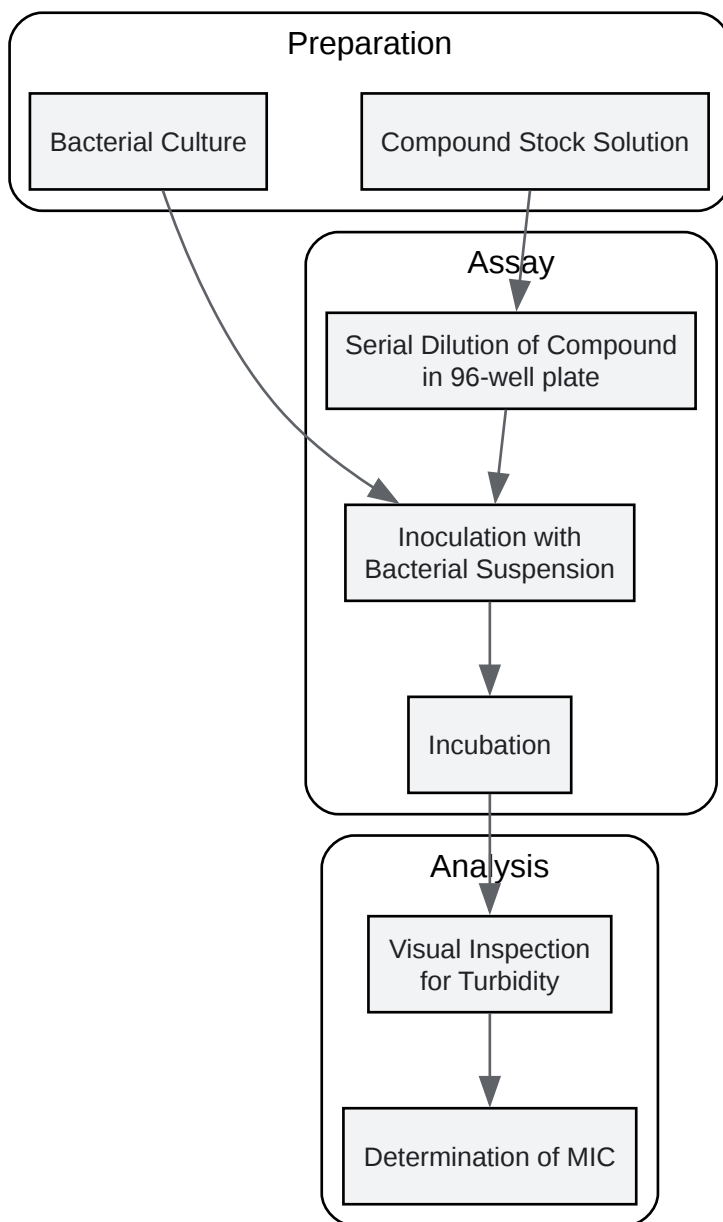 Preparation
Bacterial Culture
Compound Stock Solution
Assay
Serial Dilution of Compound
in 96-well plate
Inoculation with
Bacterial Suspension
Incubation
Analysis
Visual Inspection
for Turbidity
Determination of MIC